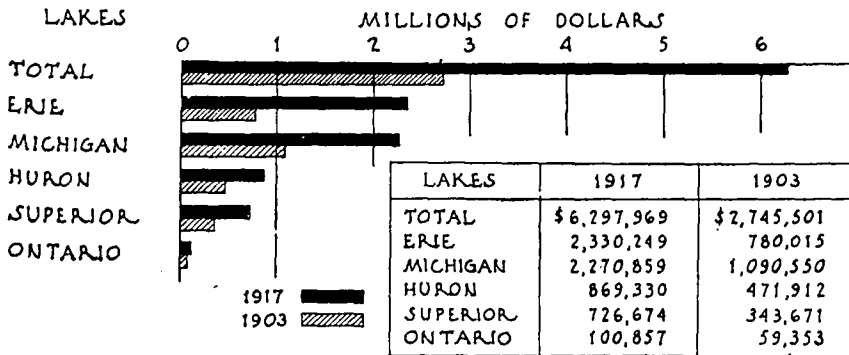 LAKES MILLIONS OF DOLLARS
0 1 2 3 4 5 6
TOTAL
ERIE
MICHIGAN
HURON
SUPERIOR
ONTARIO
1917
1903
LAKES 1917 1903
TOTAL $6,297,969 $2,745,501
ERIE 2,330,249 780,015
MICHIGAN 2,270,859 1,090,550
HURON 869,330 471,912
SUPERIOR 726,674 343,671
ONTARIO 100,857 59,353